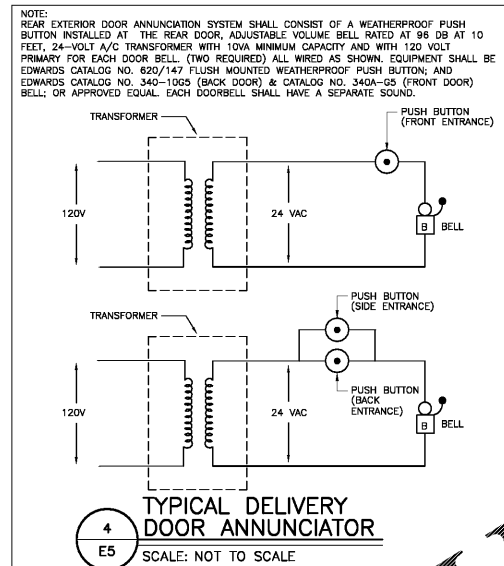 NOTE:
REAR EXTERIOR DOOR ANNUNCIATION SYSTEM SHALL CONSIST OF A WEATHERPROOF PUSH
BUTTON INSTALLED AT THE REAR DOOR, ADJUSTABLE VOLUME BELL RATED AT 96 DB AT 10
FEET, 24-VOLT A/C TRANSFORMER WITH 10VA MINIMUM CAPACITY AND WITH 120 VOLT
PRIMARY FOR EACH DOOR BELL. (TWO REQUIRED) ALL WIRED AS SHOWN. EQUIPMENT SHALL BE
EDWARDS CATALOG NO. 620/147 FLUSH MOUNTED WEATHERPROOF PUSH BUTTON; AND
EDWARDS CATALOG NO. 340-10G5 (BACK DOOR) & CATALOG NO. 340A-G5 (FRONT DOOR)
BELL; OR APPROVED EQUAL. EACH DOORBELL SHALL HAVE A SEPARATE SOUND.
TRANSFORMER
PUSH BUTTON
(FRONT ENTRANCE)
120V
24 VAC
B BELL
TRANSFORMER
PUSH BUTTON
(SIDE ENTRANCE)
PUSH BUTTON
(BACK
ENTRANCE)
120V
24 VAC
B BELL
4
E5
TYPICAL DELIVERY
DOOR ANNUNCIATOR
SCALE: NOT TO SCALE